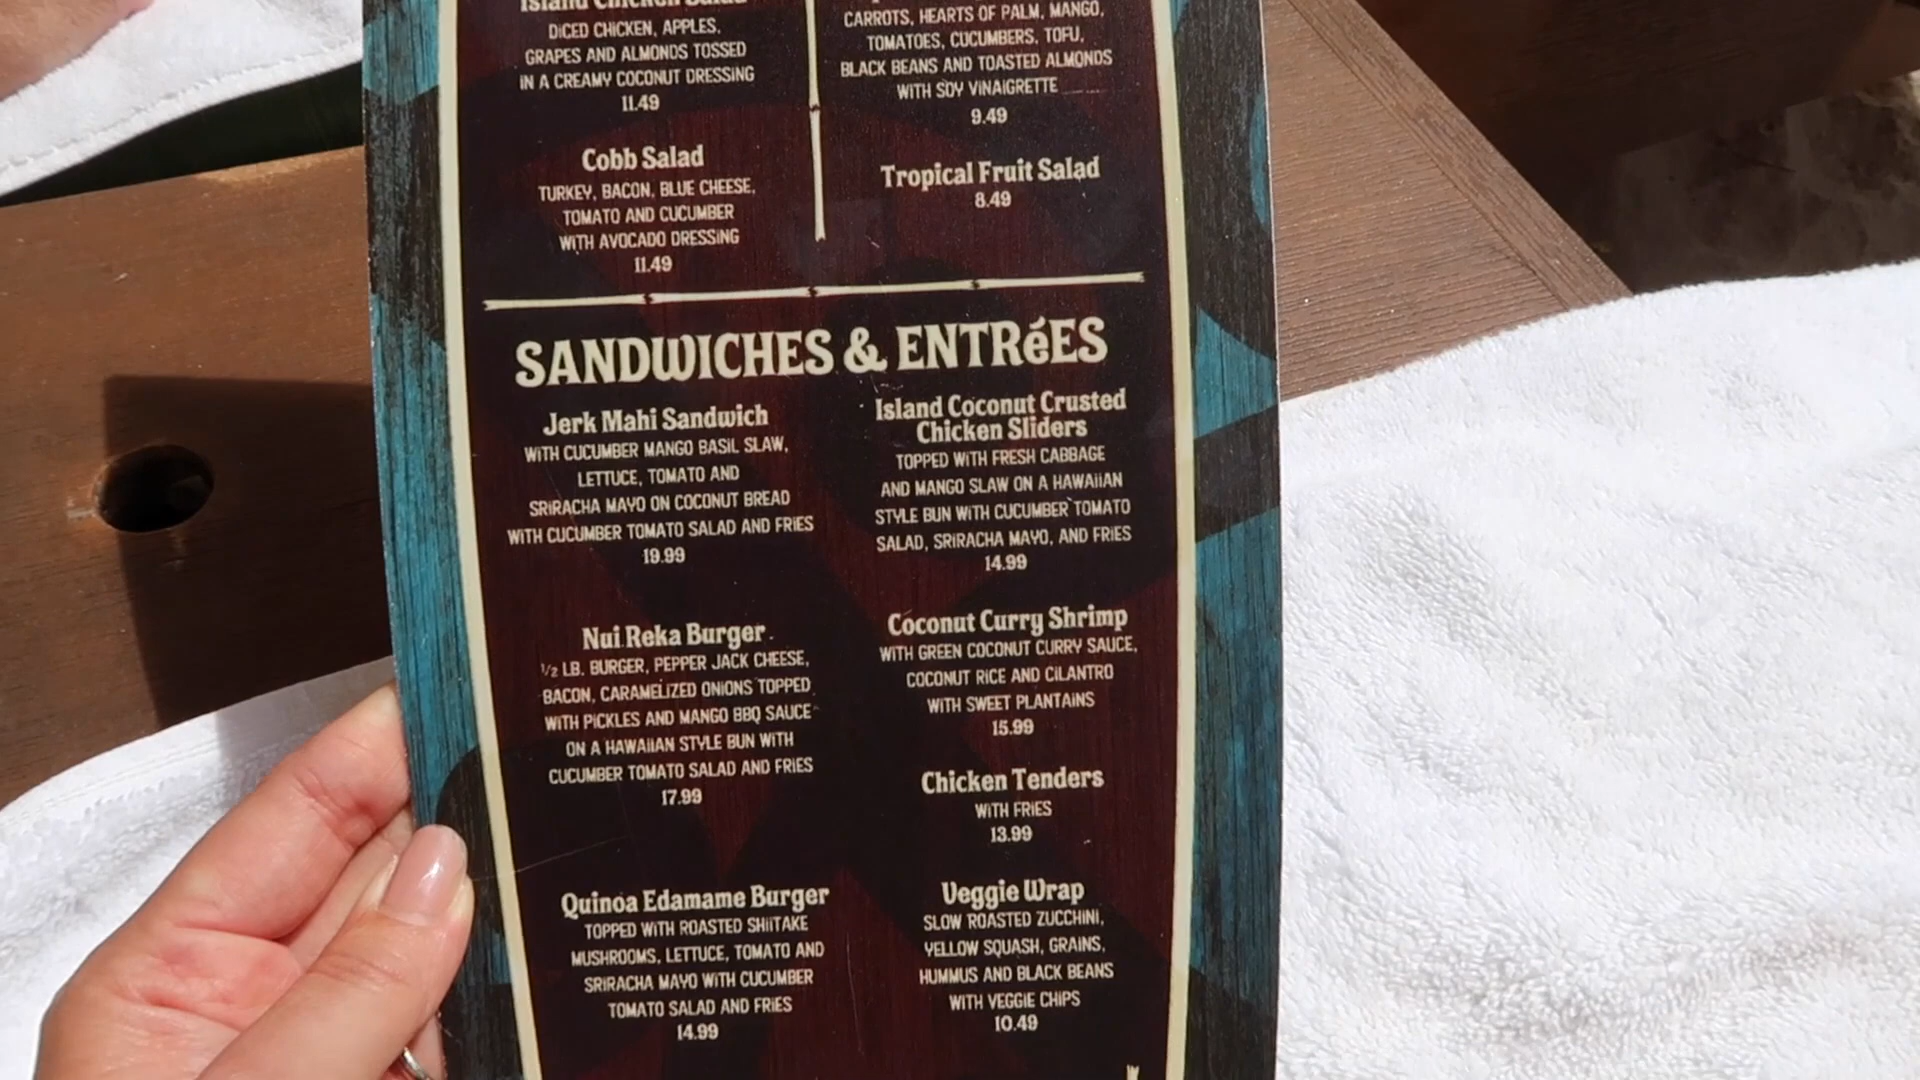 Island Chicken Salad
DICED CHICKEN, APPLES,
GRAPES AND ALMONDS TOSSED
IN A CREAMY COCONUT DRESSING
11.49
Cobb Salad
TURKEY, BACON, BLUE CHEESE,
TOMATO AND CUCUMBER
WITH AVOCADO DRESSING
11.49
CARROTS, HEARTS OF PALM, MANGO,
TOMATOES, CUCUMBERS, TOFU,
BLACK BEANS AND TOASTED ALMONDS
WITH SOY VINAIGRETTE
9.49
Tropical Fruit Salad
8.49
SANDWICHES & ENTRéES
Jerk Mahi Sandwich
WITH CUCUMBER MANGO BASIL SLAW,
LETTUCE, TOMATO AND
SRIRACHA MAYO ON COCONUT BREAD
WITH CUCUMBER TOMATO SALAD AND FRIES
19.99
Nui Reka Burger
1/2 LB. BURGER, PEPPER JACK CHEESE,
BACON, CARAMELIZED ONIONS TOPPED
WITH PICKLES AND MANGO BBQ SAUCE
ON A HAWAIIAN STYLE BUN WITH
CUCUMBER TOMATO SALAD AND FRIES
17.99
Quinoa Edamame Burger
TOPPED WITH ROASTED SHIITAKE
MUSHROOMS, LETTUCE, TOMATO AND
SRIRACHA MAYO WITH CUCUMBER
TOMATO SALAD AND FRIES
14.99
Island Coconut Crusted
Chicken Sliders
TOPPED WITH FRESH CABBAGE
AND MANGO SLAW ON A HAWAIIAN
STYLE BUN WITH CUCUMBER TOMATO
SALAD, SRIRACHA MAYO, AND FRIES
14.99
Coconut Curry Shrimp
WITH GREEN COCONUT CURRY SAUCE,
COCONUT RICE AND CILANTRO
WITH SWEET PLANTAINS
15.99
Chicken Tenders
WITH FRIES
13.99
Veggie Wrap
SLOW ROASTED ZUCCHINI,
YELLOW SQUASH, GRAINS,
HUMMUS AND BLACK BEANS
WITH VEGGIE CHIPS
10.49